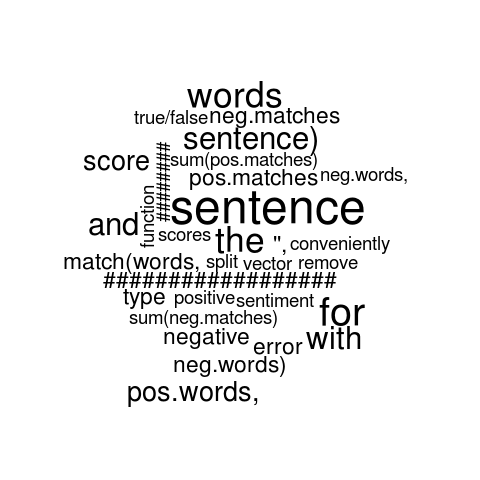 words
true/false neg.matches
sentence)
score sum(pos.matches)
pos.matches neg.words,
function
sentence
and scores the ", conveniently
match(words, split vector remove
##################
type positive sentiment
sum(neg.matches) for
negative error with
neg.words)
pos.words,